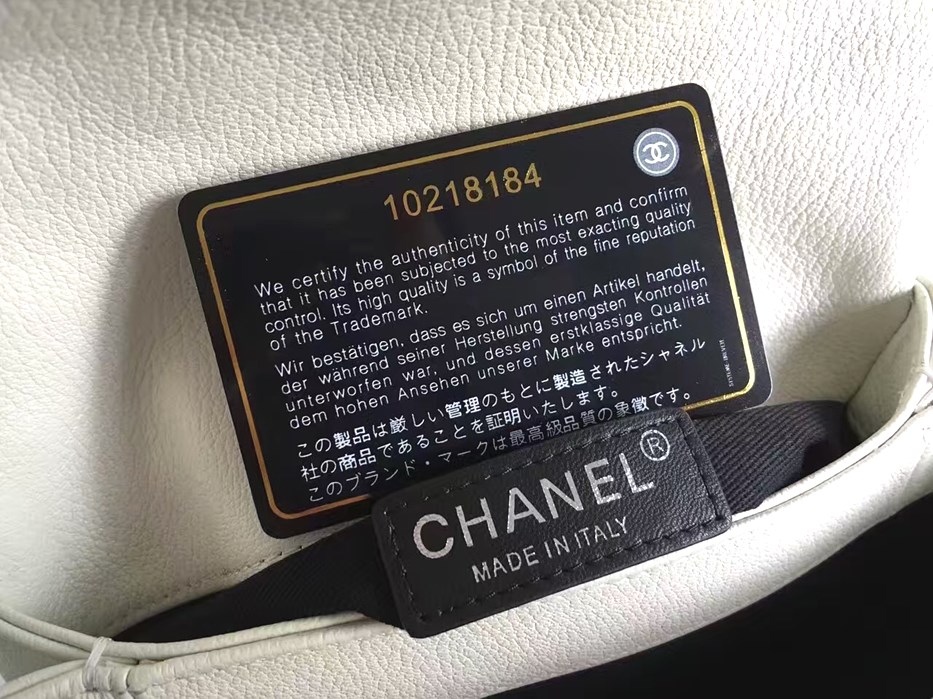 10218184
We certify the authenticity of this item and confirm
that it has been subjected to the most exacting quality
control. Its high quality is a symbol of the fine reputation
of the Trademark.
Wir bestätigen, dass es sich um einen Artikel handelt,
der während seiner Herstellung strengsten Kontrollen
unterworfen war, und dessen erstklassige Qualität
dem hohen Ansehen unserer Marke entspricht.
この製品は厳しい管理のもとに製造されたシャネル
社の商品であることを証明いたします。
このブランド・マークは最高級品質の象徴です。
CHANEL®
MADE IN ITALY